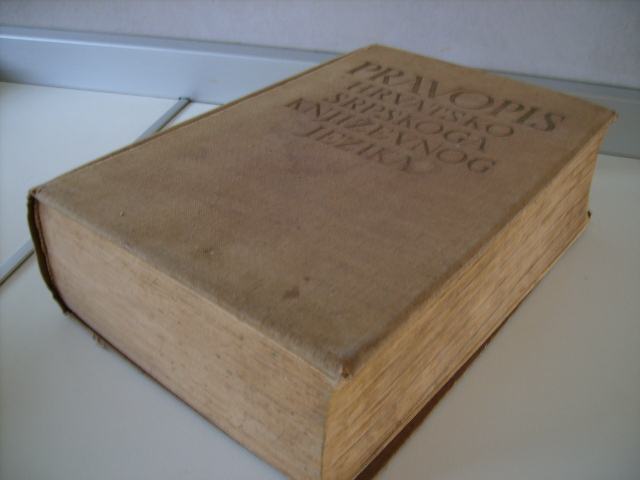 PRAVOPIS
HRVATSKO
SRPSKOGA
KNJIŽEVNOG
JEZIKA